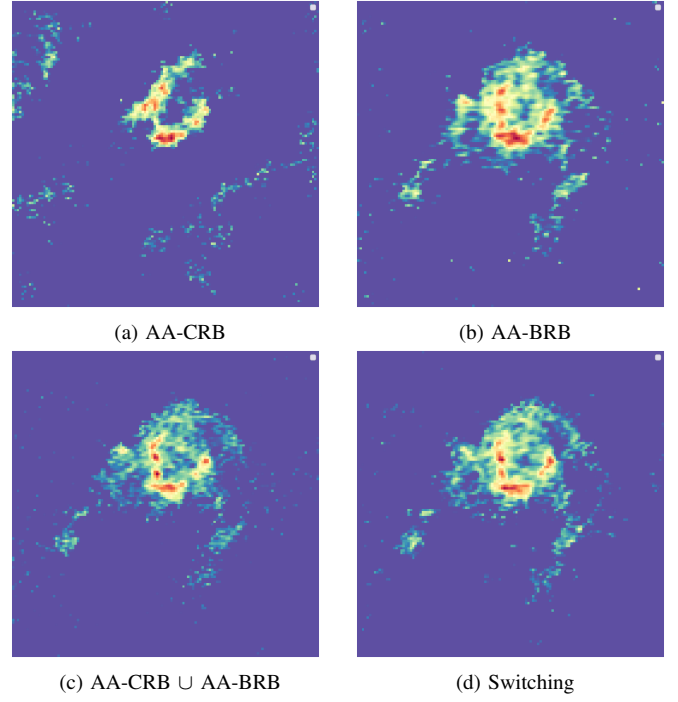 (a) AA-CRB
(b) AA-BRB
(c) AA-CRB ∪ AA-BRB
(d) Switching